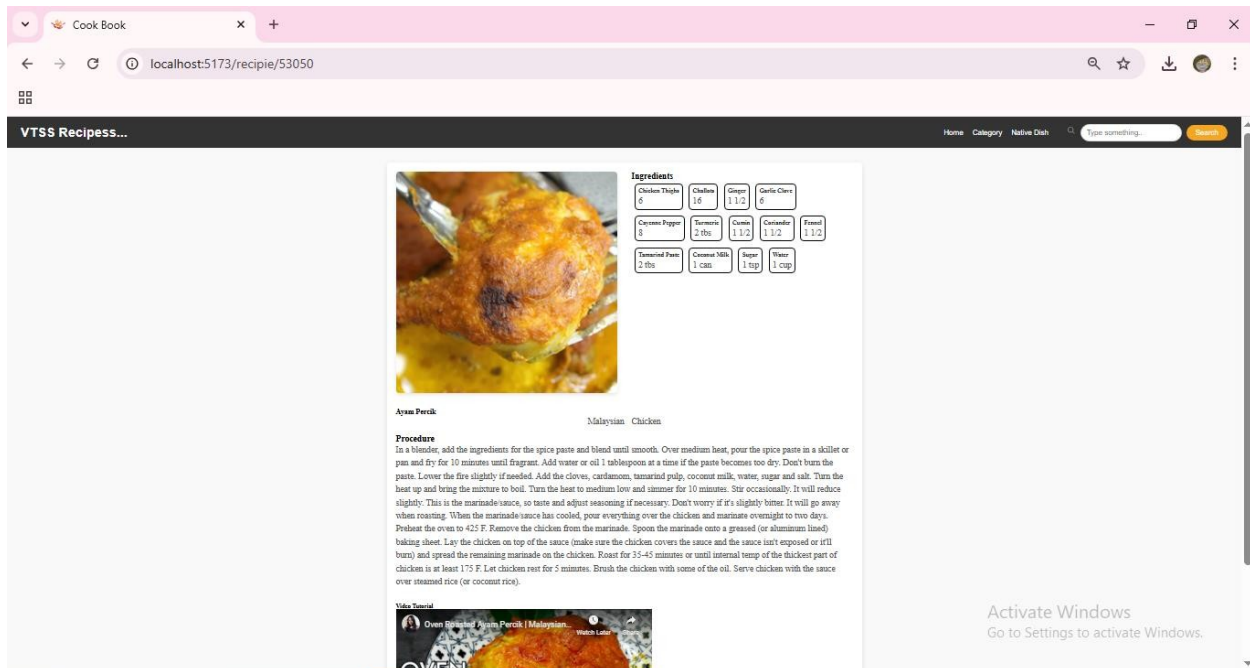 Cook Book
localhost:5173/recipie/53050
VTSS Recipess...
Home Category Native Dish Type something... Search
Ingredients
Chicken Thighs Challots Ginger Garlic Clove
6 16 1 1/2 6
Cayenne Pepper Turmeric Cumin Coriander Fennel
8 2 tbs 1 1/2 1 1/2 1 1/2
Tamarind Paste Coconut Milk Sugar Water
2 tbs 1 can 1 tsp 1 cup
Ayam Percik
Malaysian Chicken
Procedure
In a blender, add the ingredients for the spice paste and blend until smooth. Over medium heat, pour the spice paste in a skillet or
pan and fry for 10 minutes until fragrant. Add water or oil 1 tablespoon at a time if the paste becomes too dry. Don't burn the
paste. Lower the fire slightly if needed. Add the cloves, cardamom, tamarind pulp, coconut milk, water, sugar and salt. Turn the
heat up and bring the mixture to boil. Turn the heat to medium low and simmer for 10 minutes. Stir occasionally. It will reduce
slightly. This is the marinade/sauce, so taste and adjust seasoning if necessary. Don't worry if it's slightly bitter. It will go away
when roasting. When the marinade/sauce has cooled, pour everything over the chicken and marinate overnight to two days.
Preheat the oven to 425 F. Remove the chicken from the marinade. Spoon the marinade onto a greased (or aluminum lined)
baking sheet. Lay the chicken on top of the sauce (make sure the chicken covers the sauce and the sauce isn't exposed or it'll
burn) and spread the remaining marinade on the chicken. Roast for 35-45 minutes or until internal temp of the thickest part of
chicken is at least 175 F. Let chicken rest for 5 minutes. Brush the chicken with some of the oil. Serve chicken with the sauce
over steamed rice (or coconut rice).
Video Tutorial
Oven Roasted Ayam Percik | Malaysian...
Watch Later Share
OVEN
Activate Windows
Go to Settings to activate Windows.